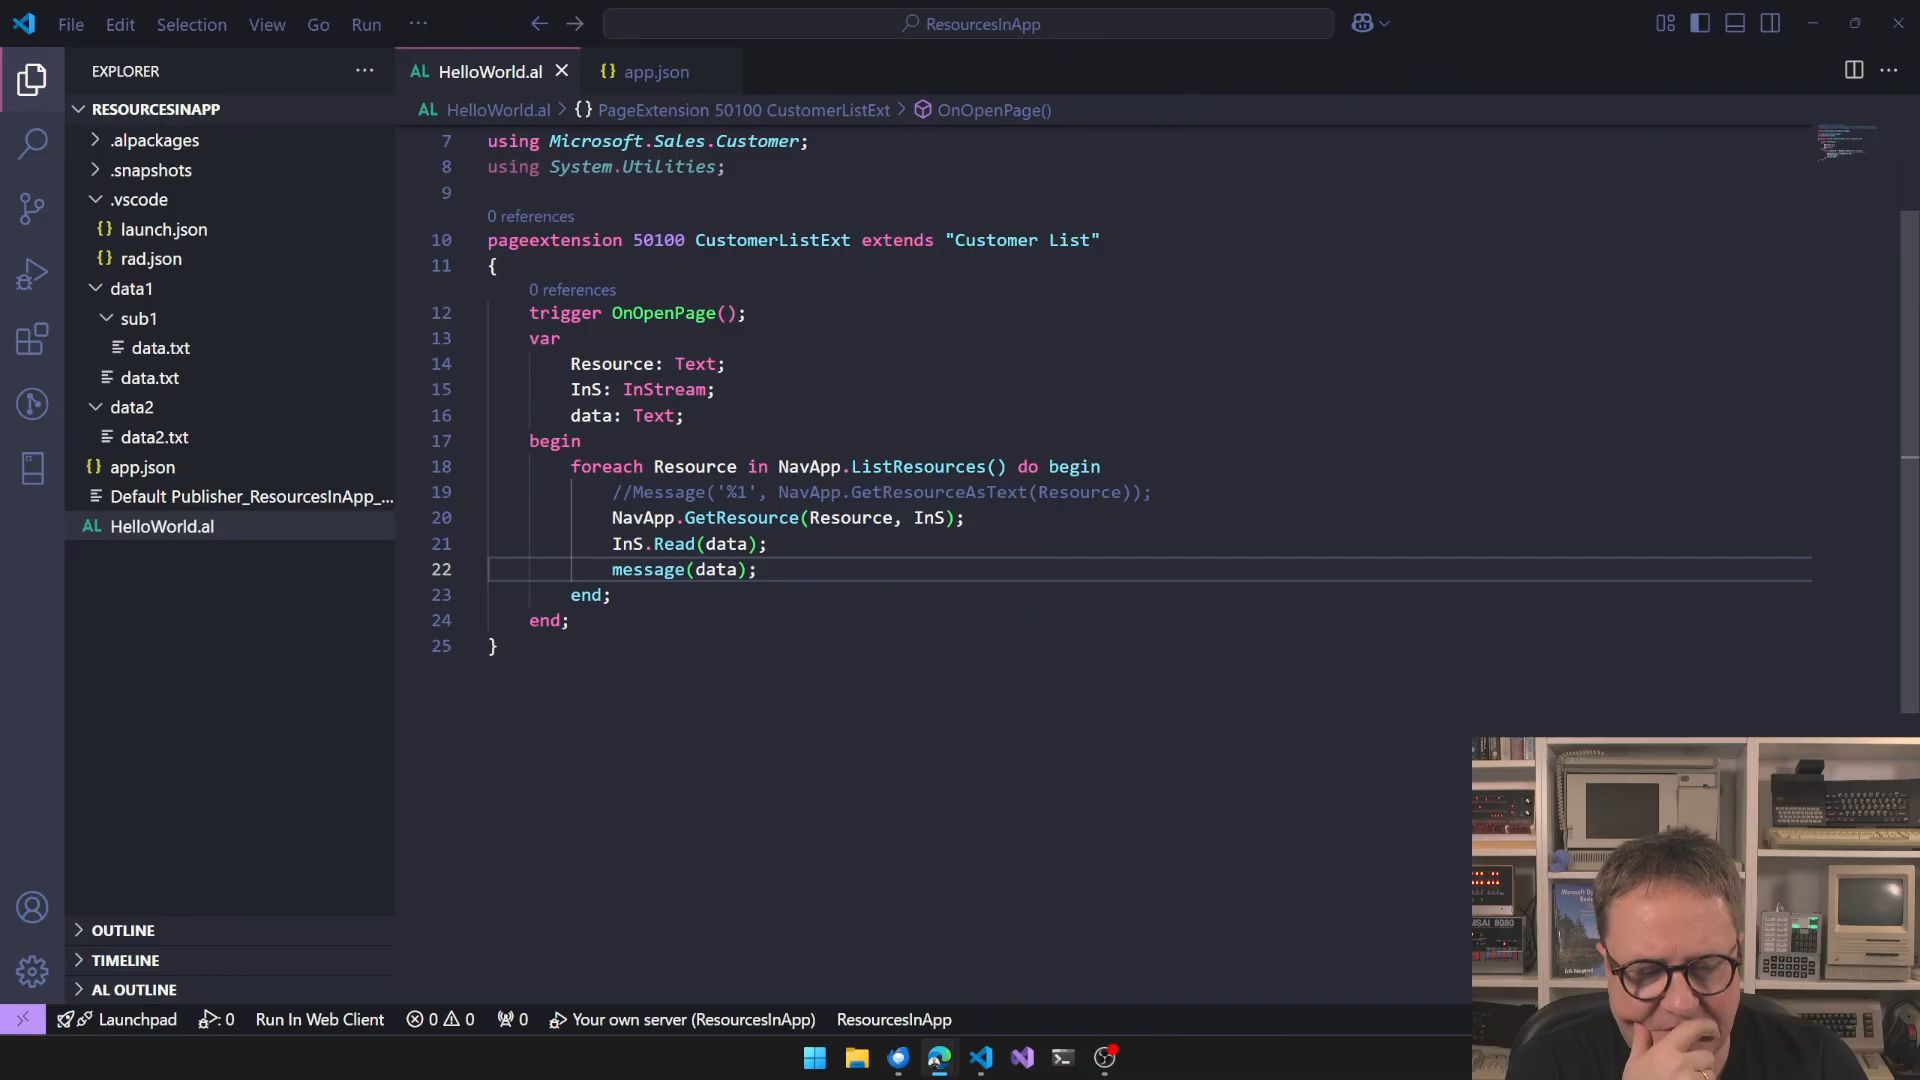 File Edit Selection View Go Run ··· ResourcesInApp
EXPLORER ···
RESOURCESINAPP
.alpackages
.snapshots
.vscode
{} launch.json
{} rad.json
data1
sub1
data.txt
data.txt
data2
data2.txt
{} app.json
Default Publisher_ResourcesInApp_...
AL HelloWorld.al
OUTLINE
TIMELINE
AL OUTLINE
AL HelloWorld.al {} app.json
AL HelloWorld.al > {} PageExtension 50100 CustomerListExt > OnOpenPage()
7 using Microsoft.Sales.Customer;
8 using System.Utilities;
9
0 references
10 pageextension 50100 CustomerListExt extends "Customer List"
11 {
0 references
12 trigger OnOpenPage();
13 var
14 Resource: Text;
15 InS: InStream;
16 data: Text;
17 begin
18 foreach Resource in NavApp.ListResources() do begin
19 //Message('%1', NavApp.GetResourceAsText(Resource));
20 NavApp.GetResource(Resource, InS);
21 InS.Read(data);
22 message(data);
23 end;
24 end;
25 }
Launchpad 0 Run In Web Client 0 0 0 Your own server (ResourcesInApp) ResourcesInApp